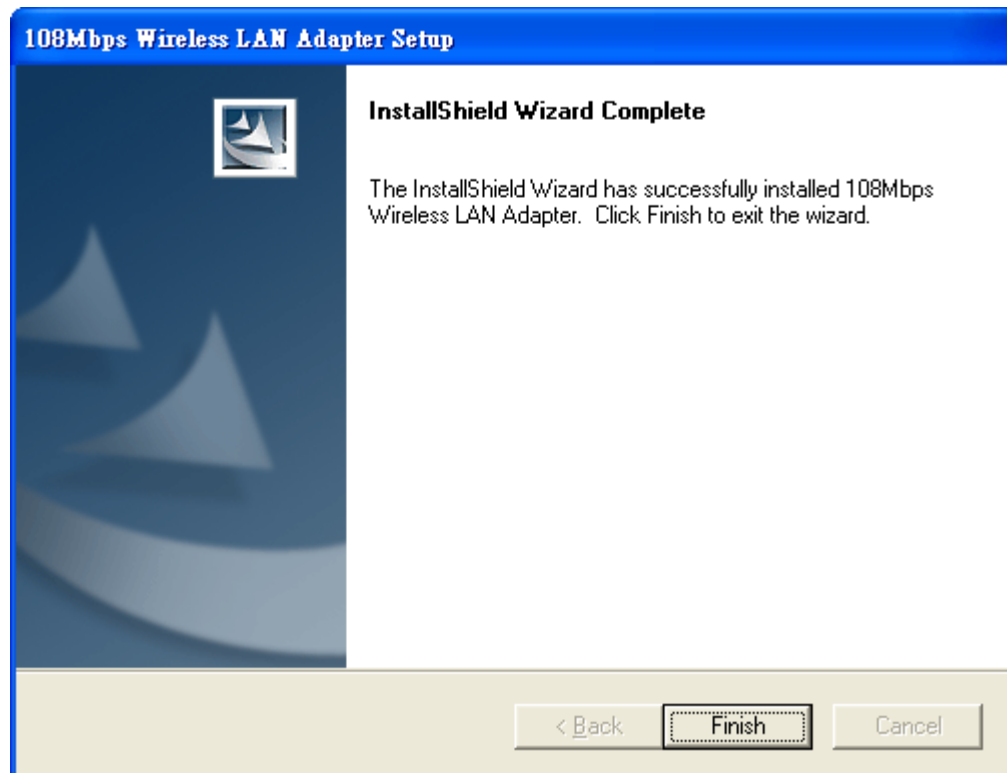 108Mbps Wireless LAN Adapter Setup
InstallShield Wizard Complete
The InstallShield Wizard has successfully installed 108Mbps
Wireless LAN Adapter.  Click Finish to exit the wizard.
< Back Finish Cancel